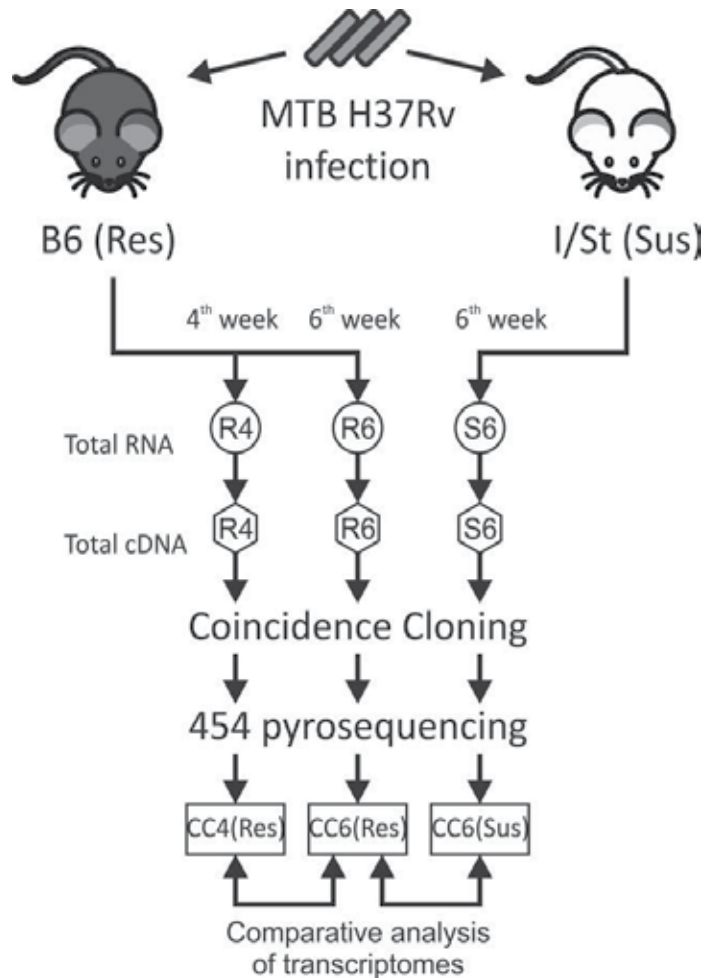 MTB H37Rv
infection
B6 (Res)
I/St (Sus)
4th week
6th week
6th week
Total RNA
R4
R6
S6
Total cDNA
R4
R6
S6
Coincidence Cloning
454 pyrosequencing
CC4(Res)
CC6(Res)
CC6(Sus)
Comparative analysis
of transcriptomes